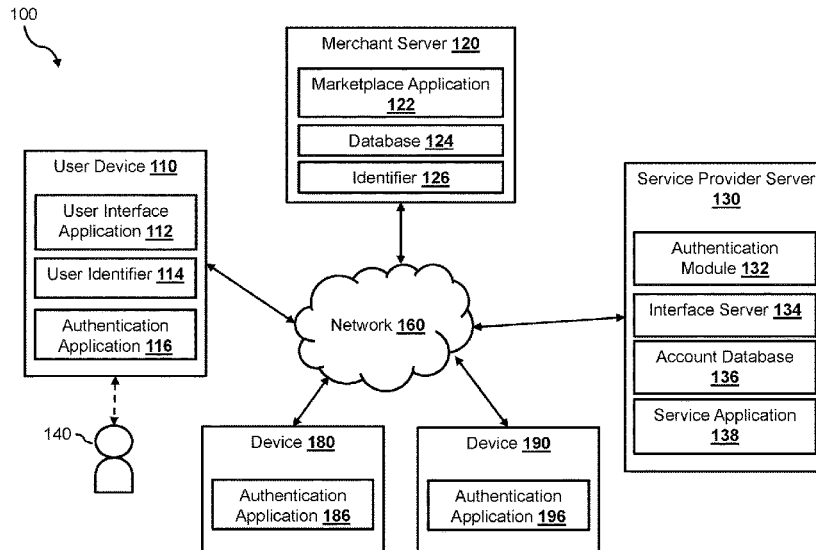 100
Merchant Server 120
Marketplace Application
122
Database 124
Identifier 126
User Device 110
User Interface
Application 112
User Identifier 114
Authentication
Application 116
140
Network 160
Service Provider Server
130
Authentication
Module 132
Interface Server 134
Account Database
136
Service Application
138
Device 180
Authentication
Application 186
Device 190
Authentication
Application 196